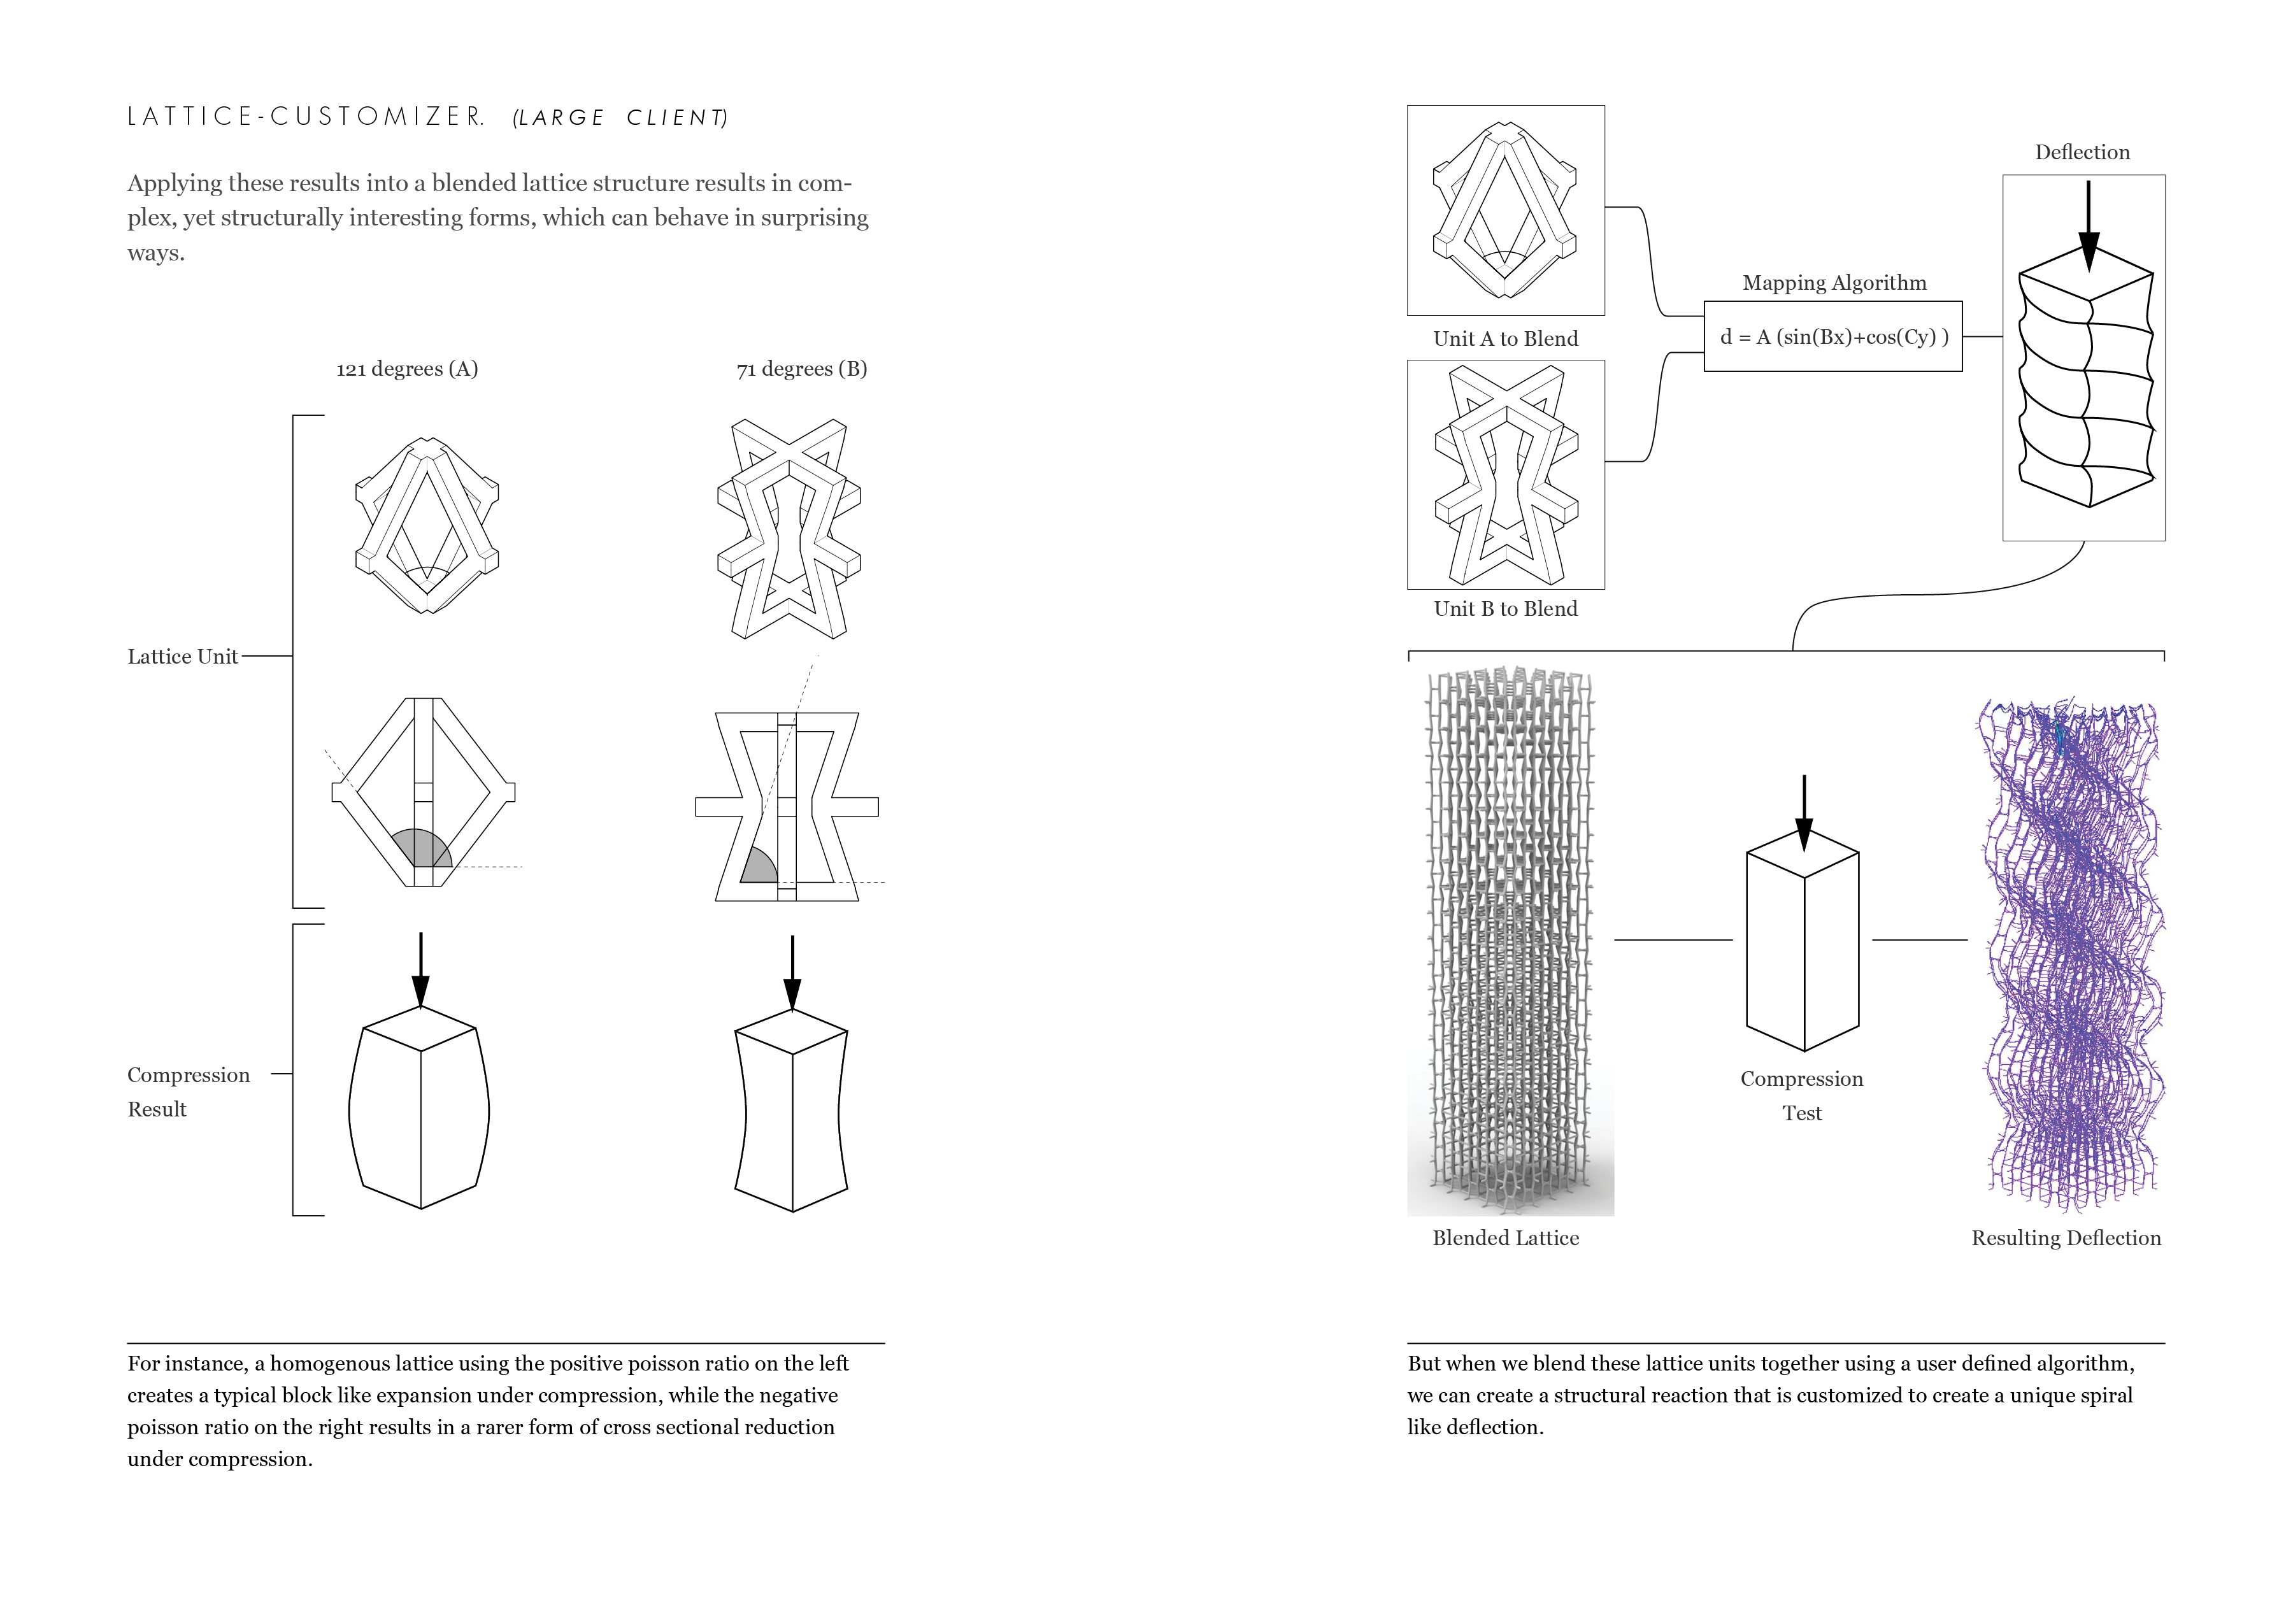 LATTICE-CUSTOMIZER. (LARGE CLIENT)
Applying these results into a blended lattice structure results in com-
plex, yet structurally interesting forms, which can behave in surprising
ways.
121 degrees (A)
71 degrees (B)
Lattice Unit
Compression
Result
For instance, a homogenous lattice using the positive poisson ratio on the left
creates a typical block like expansion under compression, while the negative
poisson ratio on the right results in a rarer form of cross sectional reduction
under compression.
Unit A to Blend
Unit B to Blend
Mapping Algorithm
d = A (sin(Bx)+cos(Cy) )
Deflection
Blended Lattice
Compression
Test
Resulting Deflection
But when we blend these lattice units together using a user defined algorithm,
we can create a structural reaction that is customized to create a unique spiral
like deflection.